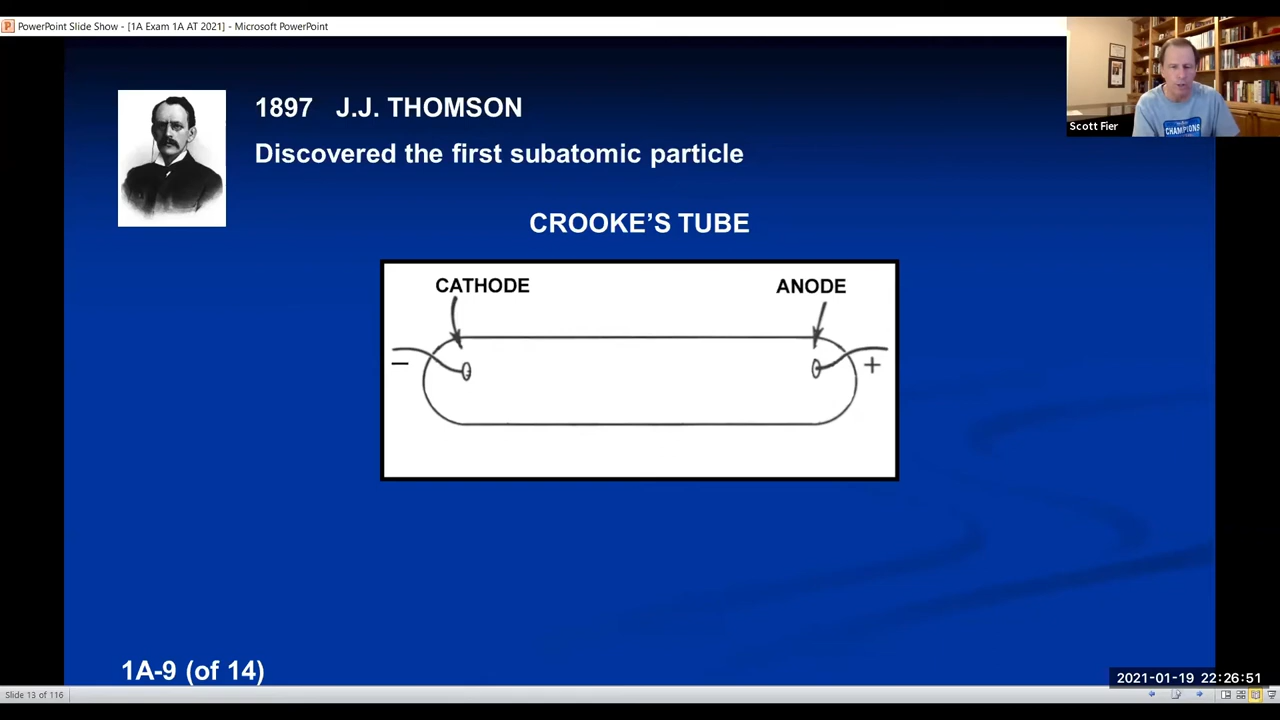 PowerPoint Slide Show - [1A Exam 1A AT 2021] - Microsoft PowerPoint
1897 J.J. THOMSON
Discovered the first subatomic particle
Scott Fier
CHAMPIONS
CROOKE'S TUBE
CATHODE
ANODE
–
+
1A-9 (of 14)
2021-01-19 22:26:51
Slide 13 of 116